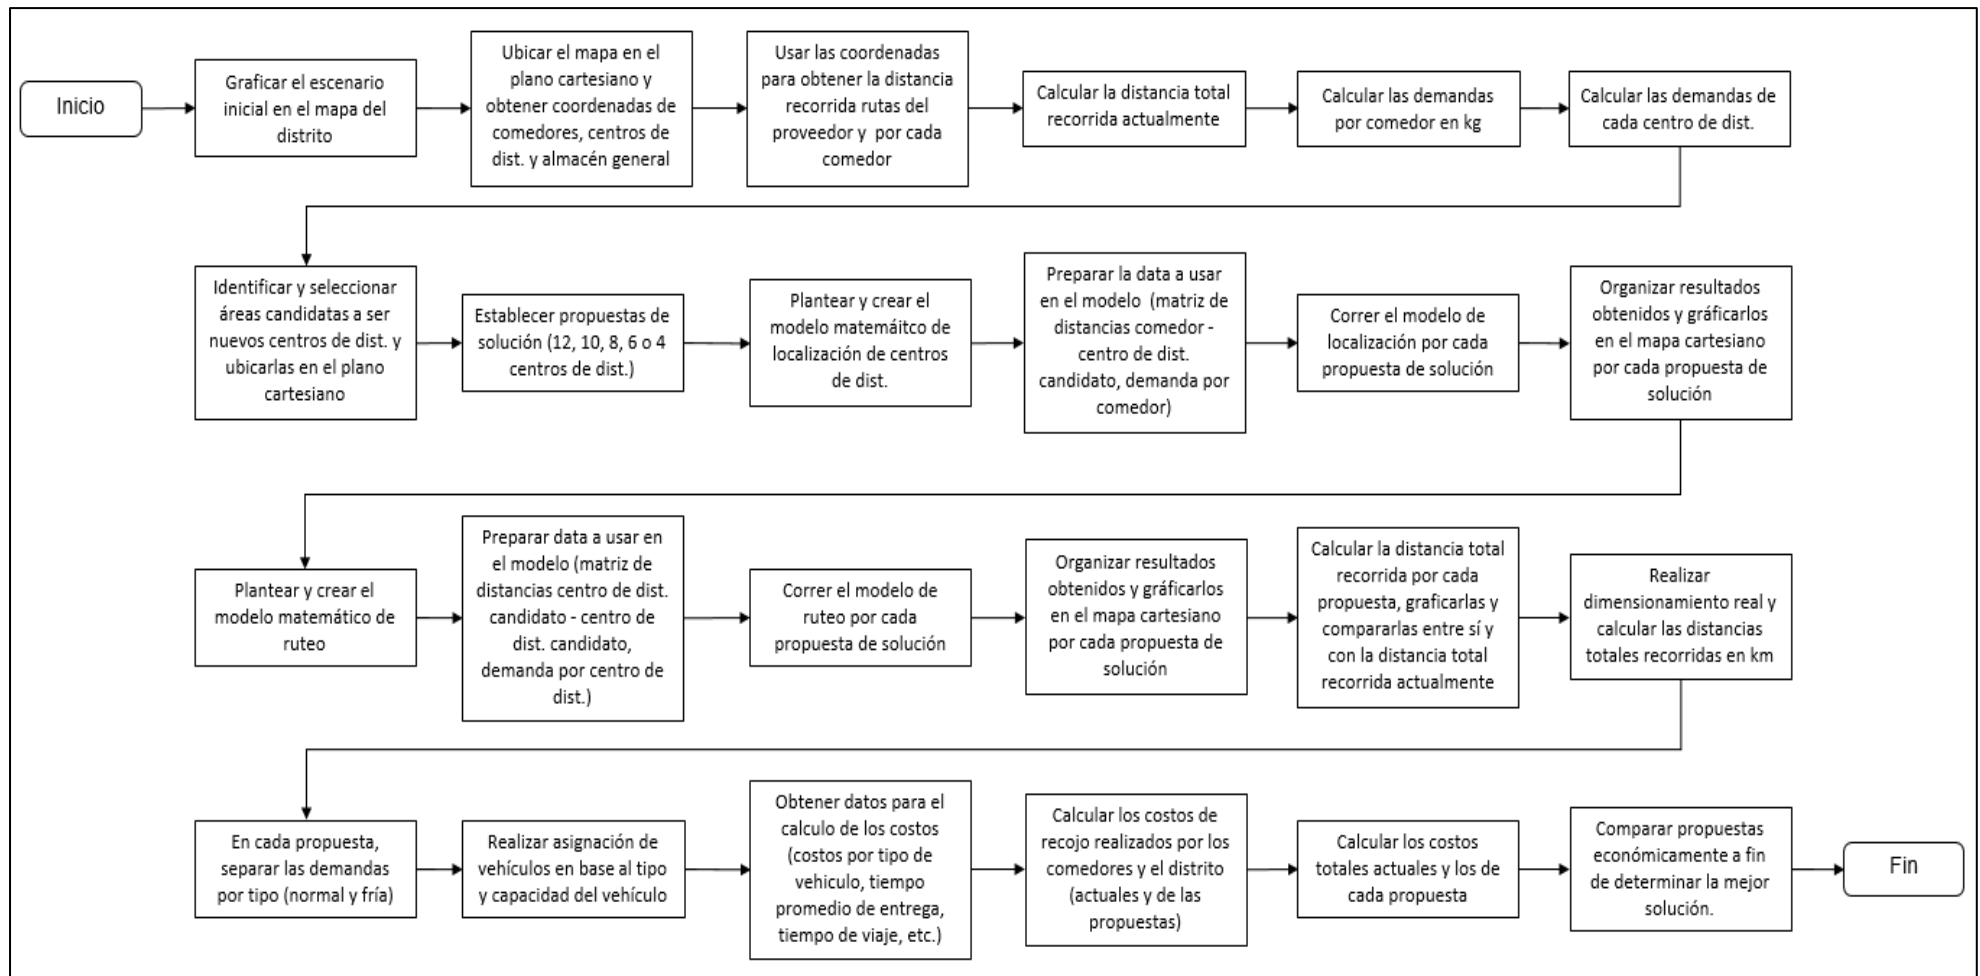 Inicio
Graficar el escenario
inicial en el mapa del
distrito
Ubicar el mapa en el
plano cartesiano y
obtener coordenadas de
comedores, centros de
dist. y almacén general
Usar las coordenadas
para obtener la distancia
recorrida rutas del
proveedor y por cada
comedor
Calcular la distancia total
recorrida actualmente
Calcular las demandas
por comedor en kg
Calcular las demandas de
cada centro de dist.
Identificar y seleccionar
áreas candidatas a ser
nuevos centros de dist. y
ubicarlas en el plano
cartesiano
Establecer propuestas de
solución (12, 10, 8, 6 o 4
centros de dist.)
Plantear y crear el
modelo matemáitco de
localización de centros
de dist.
Preparar la data a usar
en el modelo (matriz de
distancias comedor -
centro de dist.
candidato, demanda por
comedor)
Correr el modelo de
localización por cada
propuesta de solución
Organizar resultados
obtenidos y gráficarlos
en el mapa cartesiano
por cada propuesta de
solución
Plantear y crear el
modelo matemático de
ruteo
Preparar data a usar en
el modelo (matriz de
distancias centro de dist.
candidato - centro de
dist. candidato,
demanda por centro de
dist.)
Correr el modelo de
ruteo por cada
propuesta de solución
Organizar resultados
obtenidos y gráficarlos
en el mapa cartesiano
por cada propuesta de
solución
Calcular la distancia total
recorrida por cada
propuesta, graficarlas y
compararlas entre sí y
con la distancia total
recorrida actualmente
Realizar
dimensionamiento real y
calcular las distancias
totales recorridas en km
En cada propuesta,
separar las demandas
por tipo (normal y fría)
Realizar asignación de
vehículos en base al tipo
y capacidad del vehículo
Obtener datos para el
calculo de los costos
(costos por tipo de
vehiculo, tiempo
promedio de entrega,
tiempo de viaje, etc.)
Calcular los costos de
recojo realizados por los
comedores y el distrito
(actuales y de las
propuestas)
Calcular los costos
totales actuales y los de
cada propuesta
Comparar propuestas
económicamente a fin
de determinar la mejor
solución.
Fin